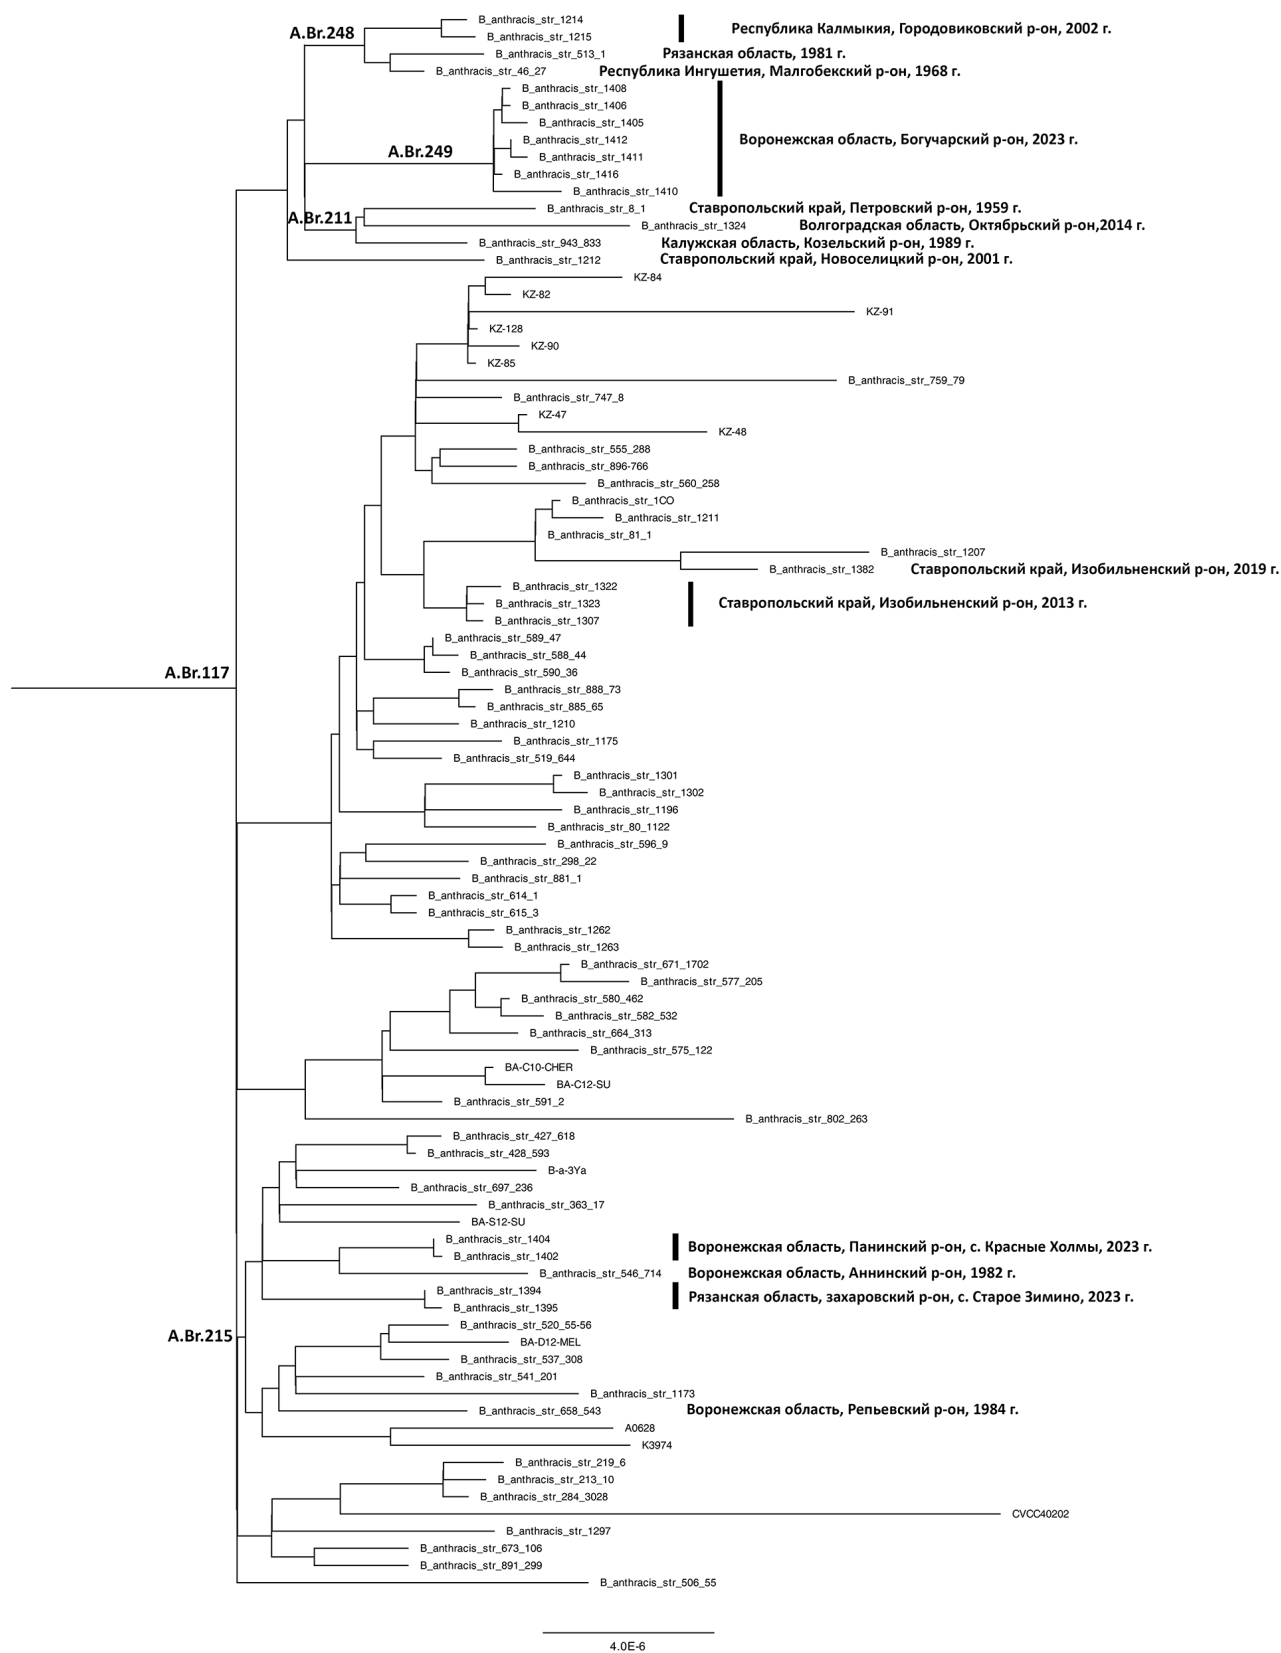 B_anthracis_str_1214
A.Br.248
Республика Калмыкия, Городовиковский р-он, 2002 г.
B_anthracis_str_1215
B_anthracis_str_513_1 Рязанская область, 1981 г.
B_anthracis_str_46_27 Республика Ингушетия, Малгобекский р-он, 1968 г.
B_anthracis_str_1408
B_anthracis_str_1406
B_anthracis_str_1405
B_anthracis_str_1412
Воронежская область, Богучарский р-он, 2023 г.
A.Br.249
B_anthracis_str_1411
B_anthracis_str_1416
B_anthracis_str_1410
B_anthracis_str_8_1 Ставропольский край, Петровский р-он, 1959 г.
A.Br.211
B_anthracis_str_1324 Волгоградская область, Октябрьский р-он,2014 г.
B_anthracis_str_943_833 Калужская область, Козельский р-он, 1989 г.
B_anthracis_str_1212 Ставропольский край, Новоселицкий р-он, 2001 г.
KZ-84
KZ-82
KZ-91
KZ-128
KZ-90
KZ-85
B_anthracis_str_759_79
B_anthracis_str_747_8
KZ-47
KZ-48
B_anthracis_str_555_288
B_anthracis_str_896-766
B_anthracis_str_560_258
B_anthracis_str_1CO
B_anthracis_str_1211
B_anthracis_str_81_1
B_anthracis_str_1207
B_anthracis_str_1382 Ставропольский край, Изобильненский р-он, 2019 г.
B_anthracis_str_1322
B_anthracis_str_1323 Ставропольский край, Изобильненский р-он, 2013 г.
B_anthracis_str_1307
B_anthracis_str_589_47
B_anthracis_str_588_44
B_anthracis_str_590_36
A.Br.117
B_anthracis_str_888_73
B_anthracis_str_885_65
B_anthracis_str_1210
B_anthracis_str_1175
B_anthracis_str_519_644
B_anthracis_str_1301
B_anthracis_str_1302
B_anthracis_str_1196
B_anthracis_str_80_1122
B_anthracis_str_596_9
B_anthracis_str_298_22
B_anthracis_str_881_1
B_anthracis_str_614_1
B_anthracis_str_615_3
B_anthracis_str_1262
B_anthracis_str_1263
B_anthracis_str_671_1702
B_anthracis_str_577_205
B_anthracis_str_580_462
B_anthracis_str_582_532
B_anthracis_str_664_313
B_anthracis_str_575_122
BA-C10-CHER
BA-C12-SU
B_anthracis_str_591_2
B_anthracis_str_802_263
B_anthracis_str_427_618
B_anthracis_str_428_593
B-a-3Ya
B_anthracis_str_697_236
B_anthracis_str_363_17
BA-S12-SU
B_anthracis_str_1404
Воронежская область, Панинский р-он, с. Красные Холмы, 2023 г.
B_anthracis_str_1402
B_anthracis_str_546_714 Воронежская область, Аннинский р-он, 1982 г.
B_anthracis_str_1394
Рязанская область, захаровский р-он, с. Старое Зимино, 2023 г.
B_anthracis_str_1395
B_anthracis_str_520_55-56
A.Br.215
BA-D12-MEL
B_anthracis_str_537_308
B_anthracis_str_541_201
B_anthracis_str_1173
B_anthracis_str_658_543 Воронежская область, Репьевский р-он, 1984 г.
A0628
K3974
B_anthracis_str_219_6
B_anthracis_str_213_10
B_anthracis_str_284_3028
CVCC40202
B_anthracis_str_1297
B_anthracis_str_673_106
B_anthracis_str_891_299
B_anthracis_str_506_55
4.0E-6